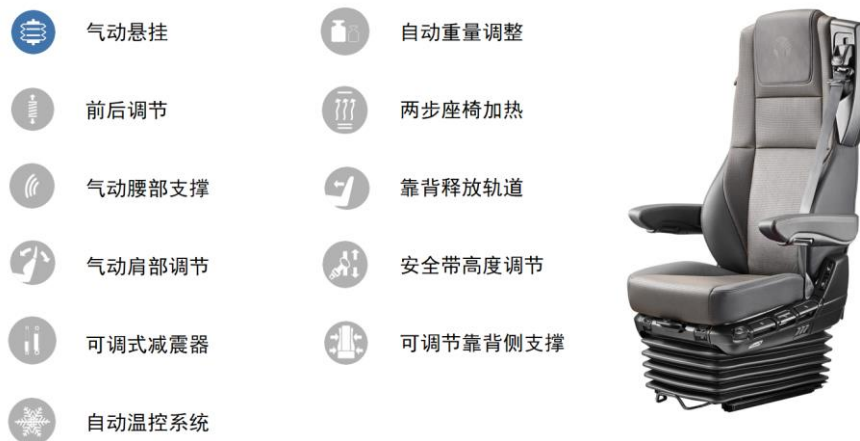 气动悬挂
自动重量调整
前后调节
两步座椅加热
气动腰部支撑
靠背释放轨道
气动肩部调节
安全带高度调节
可调式减震器
可调节靠背侧支撑
自动温控系统